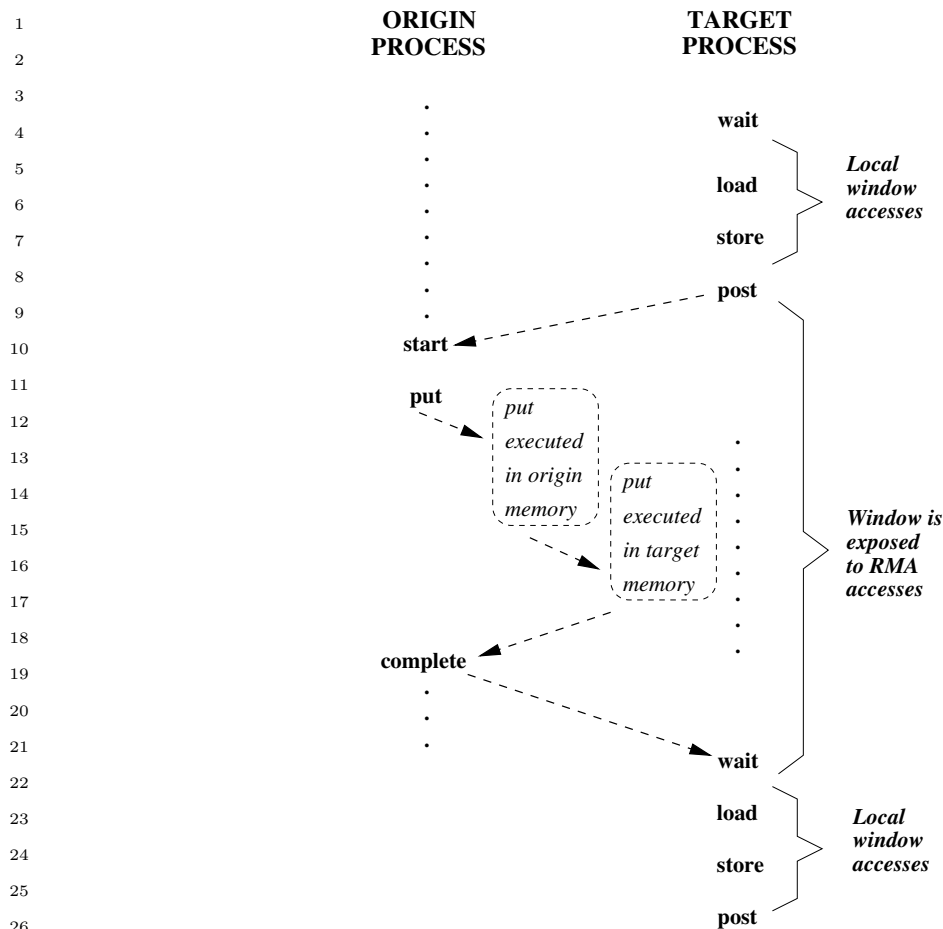 1
2
3
4
5
6
7
8
9
10
11
12
13
14
15
16
17
18
19
20
21
22
23
24
25
26
ORIGIN
PROCESS
TARGET
PROCESS
wait
load
store
post
Local
window
accesses
start
put
put
executed
in origin
memory
put
executed
in target
memory
Window is
exposed
to RMA
accesses
complete
wait
load
store
post
Local
window
accesses